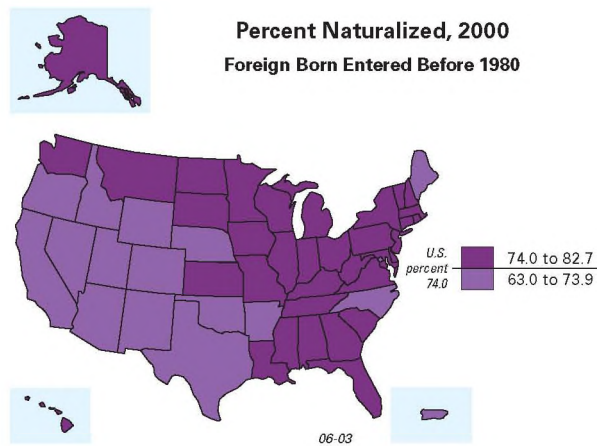 Percent Naturalized, 2000
Foreign Born Entered Before 1980
U.S.
percent
74.0
74.0 to 82.7
63.0 to 73.9
06-03